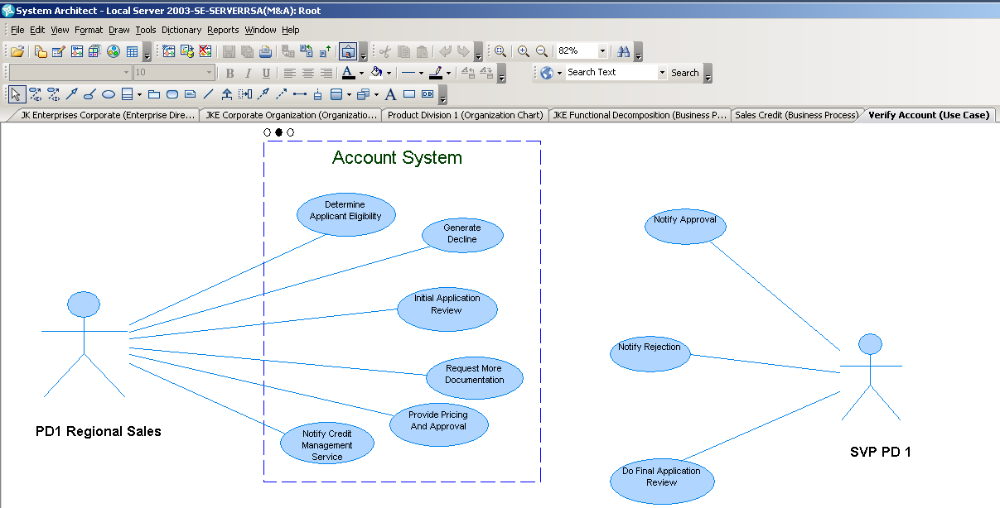 System Architect - Local Server 2003-SE-SERVERRSA(M&A): Root
File Edit View Format Draw Tools Dictionary Reports Window Help
82%
10 B I U A Search Text Search
A DB
JK Enterprises Corporate (Enterprise Dire... JKE Corporate Organization (Organizatio... Product Division 1 (Organization Chart) JKE Functional Decomposition (Business P... Sales Credit (Business Process) Verify Account (Use Case)
Account System
Determine
Applicant Eligibility
Generate
Decline
Initial Application
Review
Request More
Documentation
Provide Pricing
And Approval
Notify Credit
Management
Service
PD1 Regional Sales
Notify Approval
Notify Rejection
Do Final Application
Review
SVP PD 1